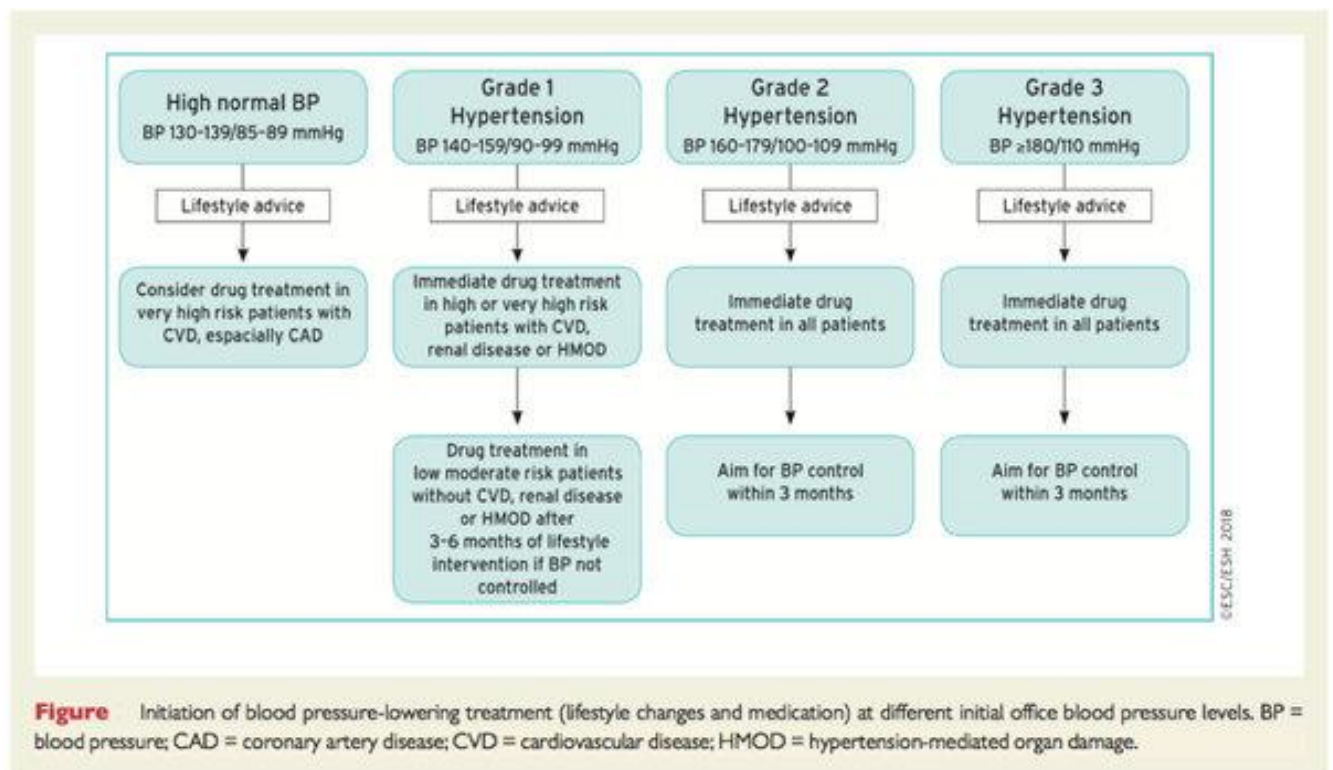 High normal BP
BP 130-139/85-89 mmHg
Lifestyle advice
Consider drug treatment in
very high risk patients with
CVD, espacially CAD
Grade 1
Hypertension
BP 140-159/90-99 mmHg
Lifestyle advice
Immediate drug treatment
in high or very high risk
patients with CVD,
renal disease or HMOD
Drug treatment in
low moderate risk patients
without CVD, renal disease
or HMOD after
3-6 months of lifestyle
intervention if BP not
controlled
Grade 2
Hypertension
BP 160-179/100-109 mmHg
Lifestyle advice
Immediate drug
treatment in all patients
Aim for BP control
within 3 months
Grade 3
Hypertension
BP ≥180/110 mmHg
Lifestyle advice
Immediate drug
treatment in all patients
Aim for BP control
within 3 months
©ESC/ESH 2018
Figure Initiation of blood pressure-lowering treatment (lifestyle changes and medication) at different initial office blood pressure levels. BP =
blood pressure; CAD = coronary artery disease; CVD = cardiovascular disease; HMOD = hypertension-mediated organ damage.